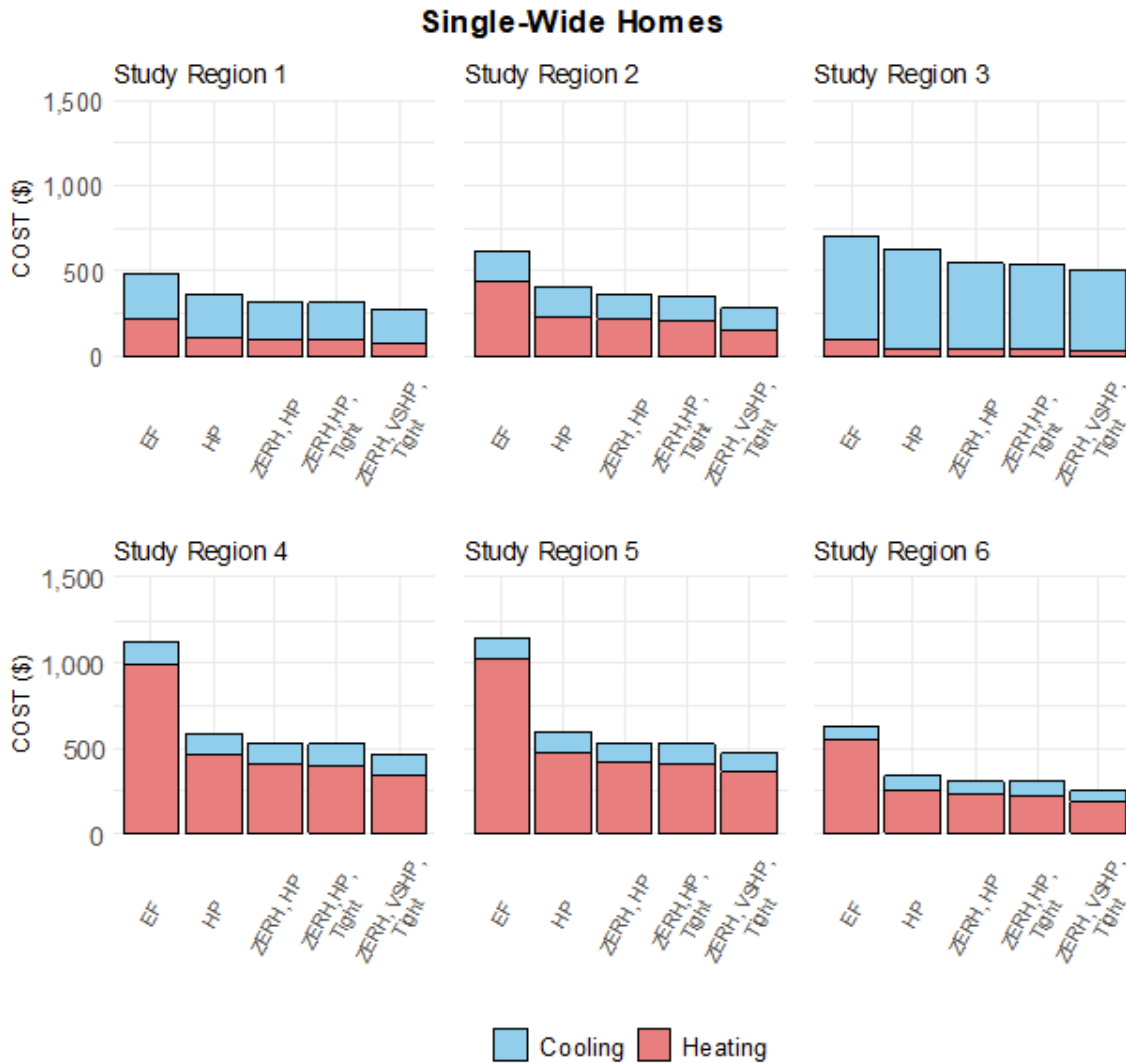 Single-Wide Homes
Study Region 1
Study Region 2
Study Region 3
COST ($)
1,500
1,000
500
0
EF
HP
ZERH, HP
ZERH,HP,
Tight
ZERH, VSHP,
Tight
EF
HP
ZERH, HP
ZERH,HP,
Tight
ZERH, VSHP,
Tight
EF
HP
ZERH, HP
ZERH,HP,
Tight
ZERH, VSHP,
Tight
Study Region 4
Study Region 5
Study Region 6
COST ($)
1,500
1,000
500
0
EF
HP
ZERH, HP
ZERH,HP,
Tight
ZERH, VSHP,
Tight
EF
HP
ZERH, HP
ZERH,HP,
Tight
ZERH, VSHP,
Tight
EF
HP
ZERH, HP
ZERH,HP,
Tight
ZERH, VSHP,
Tight
Cooling
Heating